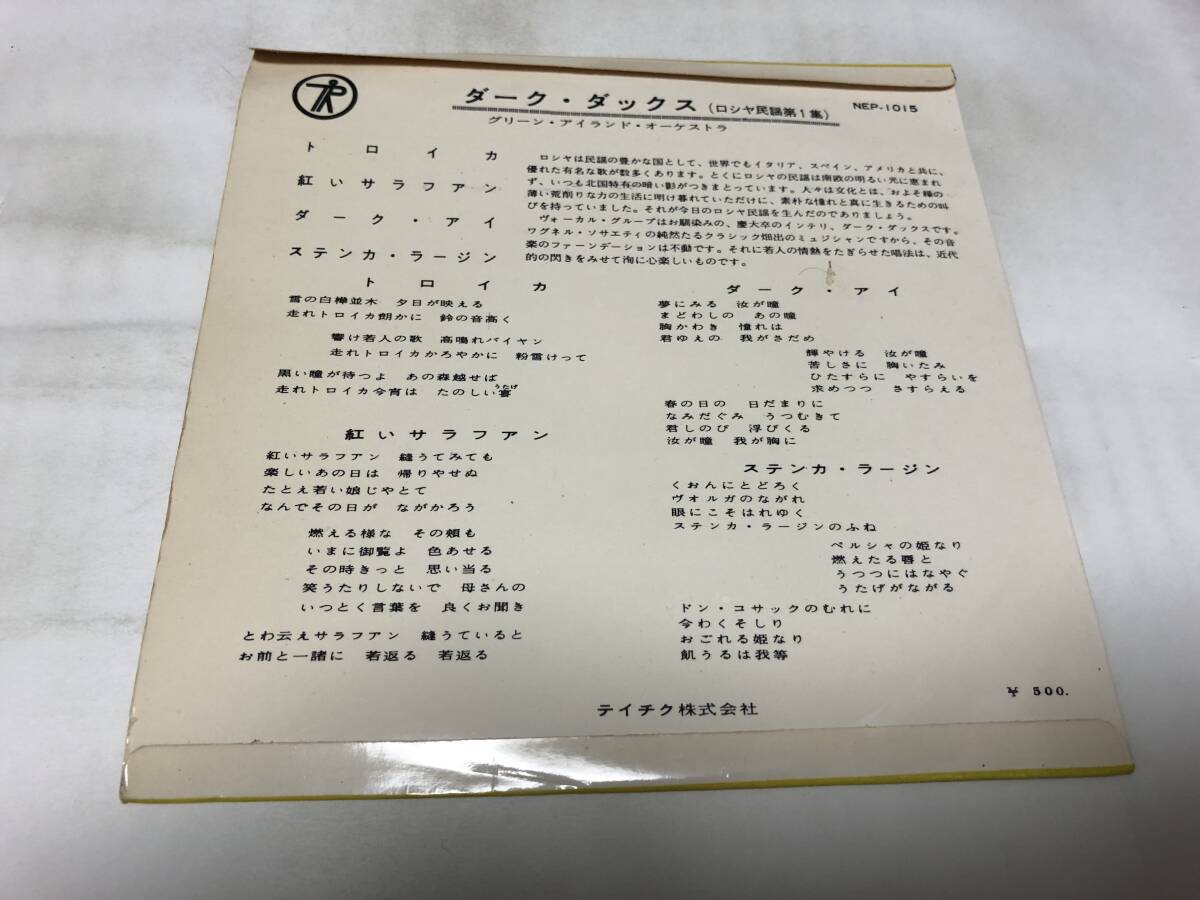 ダーク・ダックス（ロシヤ民謡第1集）
NEP-1015
グリーン・アイランド・オーケストラ
トロイカ
紅いサラフアン
ダーク・アイ
ステンカ・ラージン
ロシヤは民謡の豊かな国として、世界でもイタリア、スペイン、アメリカと共に、
優れた有名な歌が数多くあります。とくにロシヤの民謡は南欧の明るい光に恵まれ
ず、いつも北国特有の暗い影がつきまとっています。人々は文化とは、およそ縁の
薄い荒削りな力の生活に明け暮れていただけに、素朴な憧れと真に生きるための叫
びを持っていました。それが今日のロシヤ民謡を生んだのでありましょう。
ヴォーカル・グループはお馴染みの、慶大卒のインテリ、ダーク・ダックスです。
ワグネル・ソサエティの純然たるクラシック畑出のミュジシャンですから、その音
楽のファーンデーションは不動です。それに若人の情熱をたぎらせた唱法は、近代
的の閃きをみせて洵に心楽しいものです。
トロイカ
雪の白樺並木　夕日が映える
走れトロイカ朗かに　鈴の音高く
響け若人の歌　高鳴れバイヤン
走れトロイカかろやかに　粉雪けって
黒い瞳が待つよ　あの森越せば
走れトロイカ今宵は　たのしい宴
うたげ
紅いサラフアン
紅いサラフアン　縫うてみても
楽しいあの日は　帰りやせぬ
たとえ若い娘じやとて
なんでその日が　ながかろう
燃える様な　その頬も
いまに御覧よ　色あせる
その時きっと　思い当る
笑うたりしないで　母さんの
いつとく言葉を　良くお聞き
とわ云えサラフアン　縫うていると
お前と一諸に　若返る　若返る
ダーク・アイ
夢にみる　汝が瞳
まどわしの　あの瞳
胸かわき　憧れは
君ゆえの　我がさだめ
輝やける　汝が瞳
苦しさに　胸いたみ
ひたすらに　やすらいを
求めつつ　さすらえる
春の日の　日だまりに
なみだぐみ　うつむきて
君しのび　浮びくる
汝が瞳　我が胸に
ステンカ・ラージン
くおんにとどろく
ヴォルガのながれ
眼にこそはれゆく
ステンカ・ラージンのふね
ペルシャの姫なり
燃えたる唇と
うつつにはなやぐ
うたげがながる
ドン・コサックのむれに
今わくそしり
おごれる姫なり
飢うるは我等
¥ 500.
テイチク株式会社